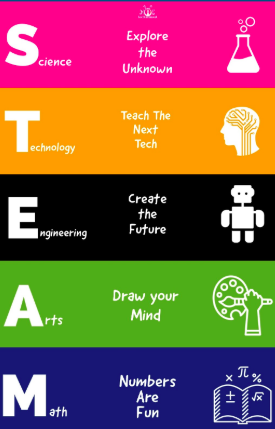 Science
Explore
the
Unknown
Technology
Teach The
Next
Tech
Engineering
Create
the
Future
Arts
Draw your
Mind
Math
Numbers
Are
Fun
x π %
± √x